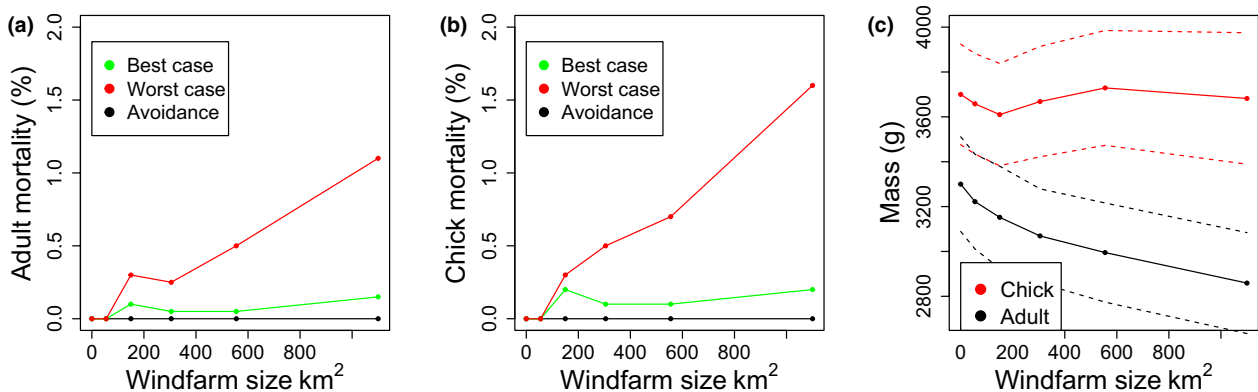 (a)
Adult mortality (%)
2.0
1.5
1.0
0.5
0.0
Best case
Worst case
Avoidance
0 200 400 600 800
Windfarm size km²
(b)
Chick mortality (%)
2.0
1.5
1.0
0.5
0.0
Best case
Worst case
Avoidance
0 200 400 600 800
Windfarm size km²
(c)
Mass (g)
4000
3600
3200
2800
Chick
Adult
0 200 400 600 800
Windfarm size km²